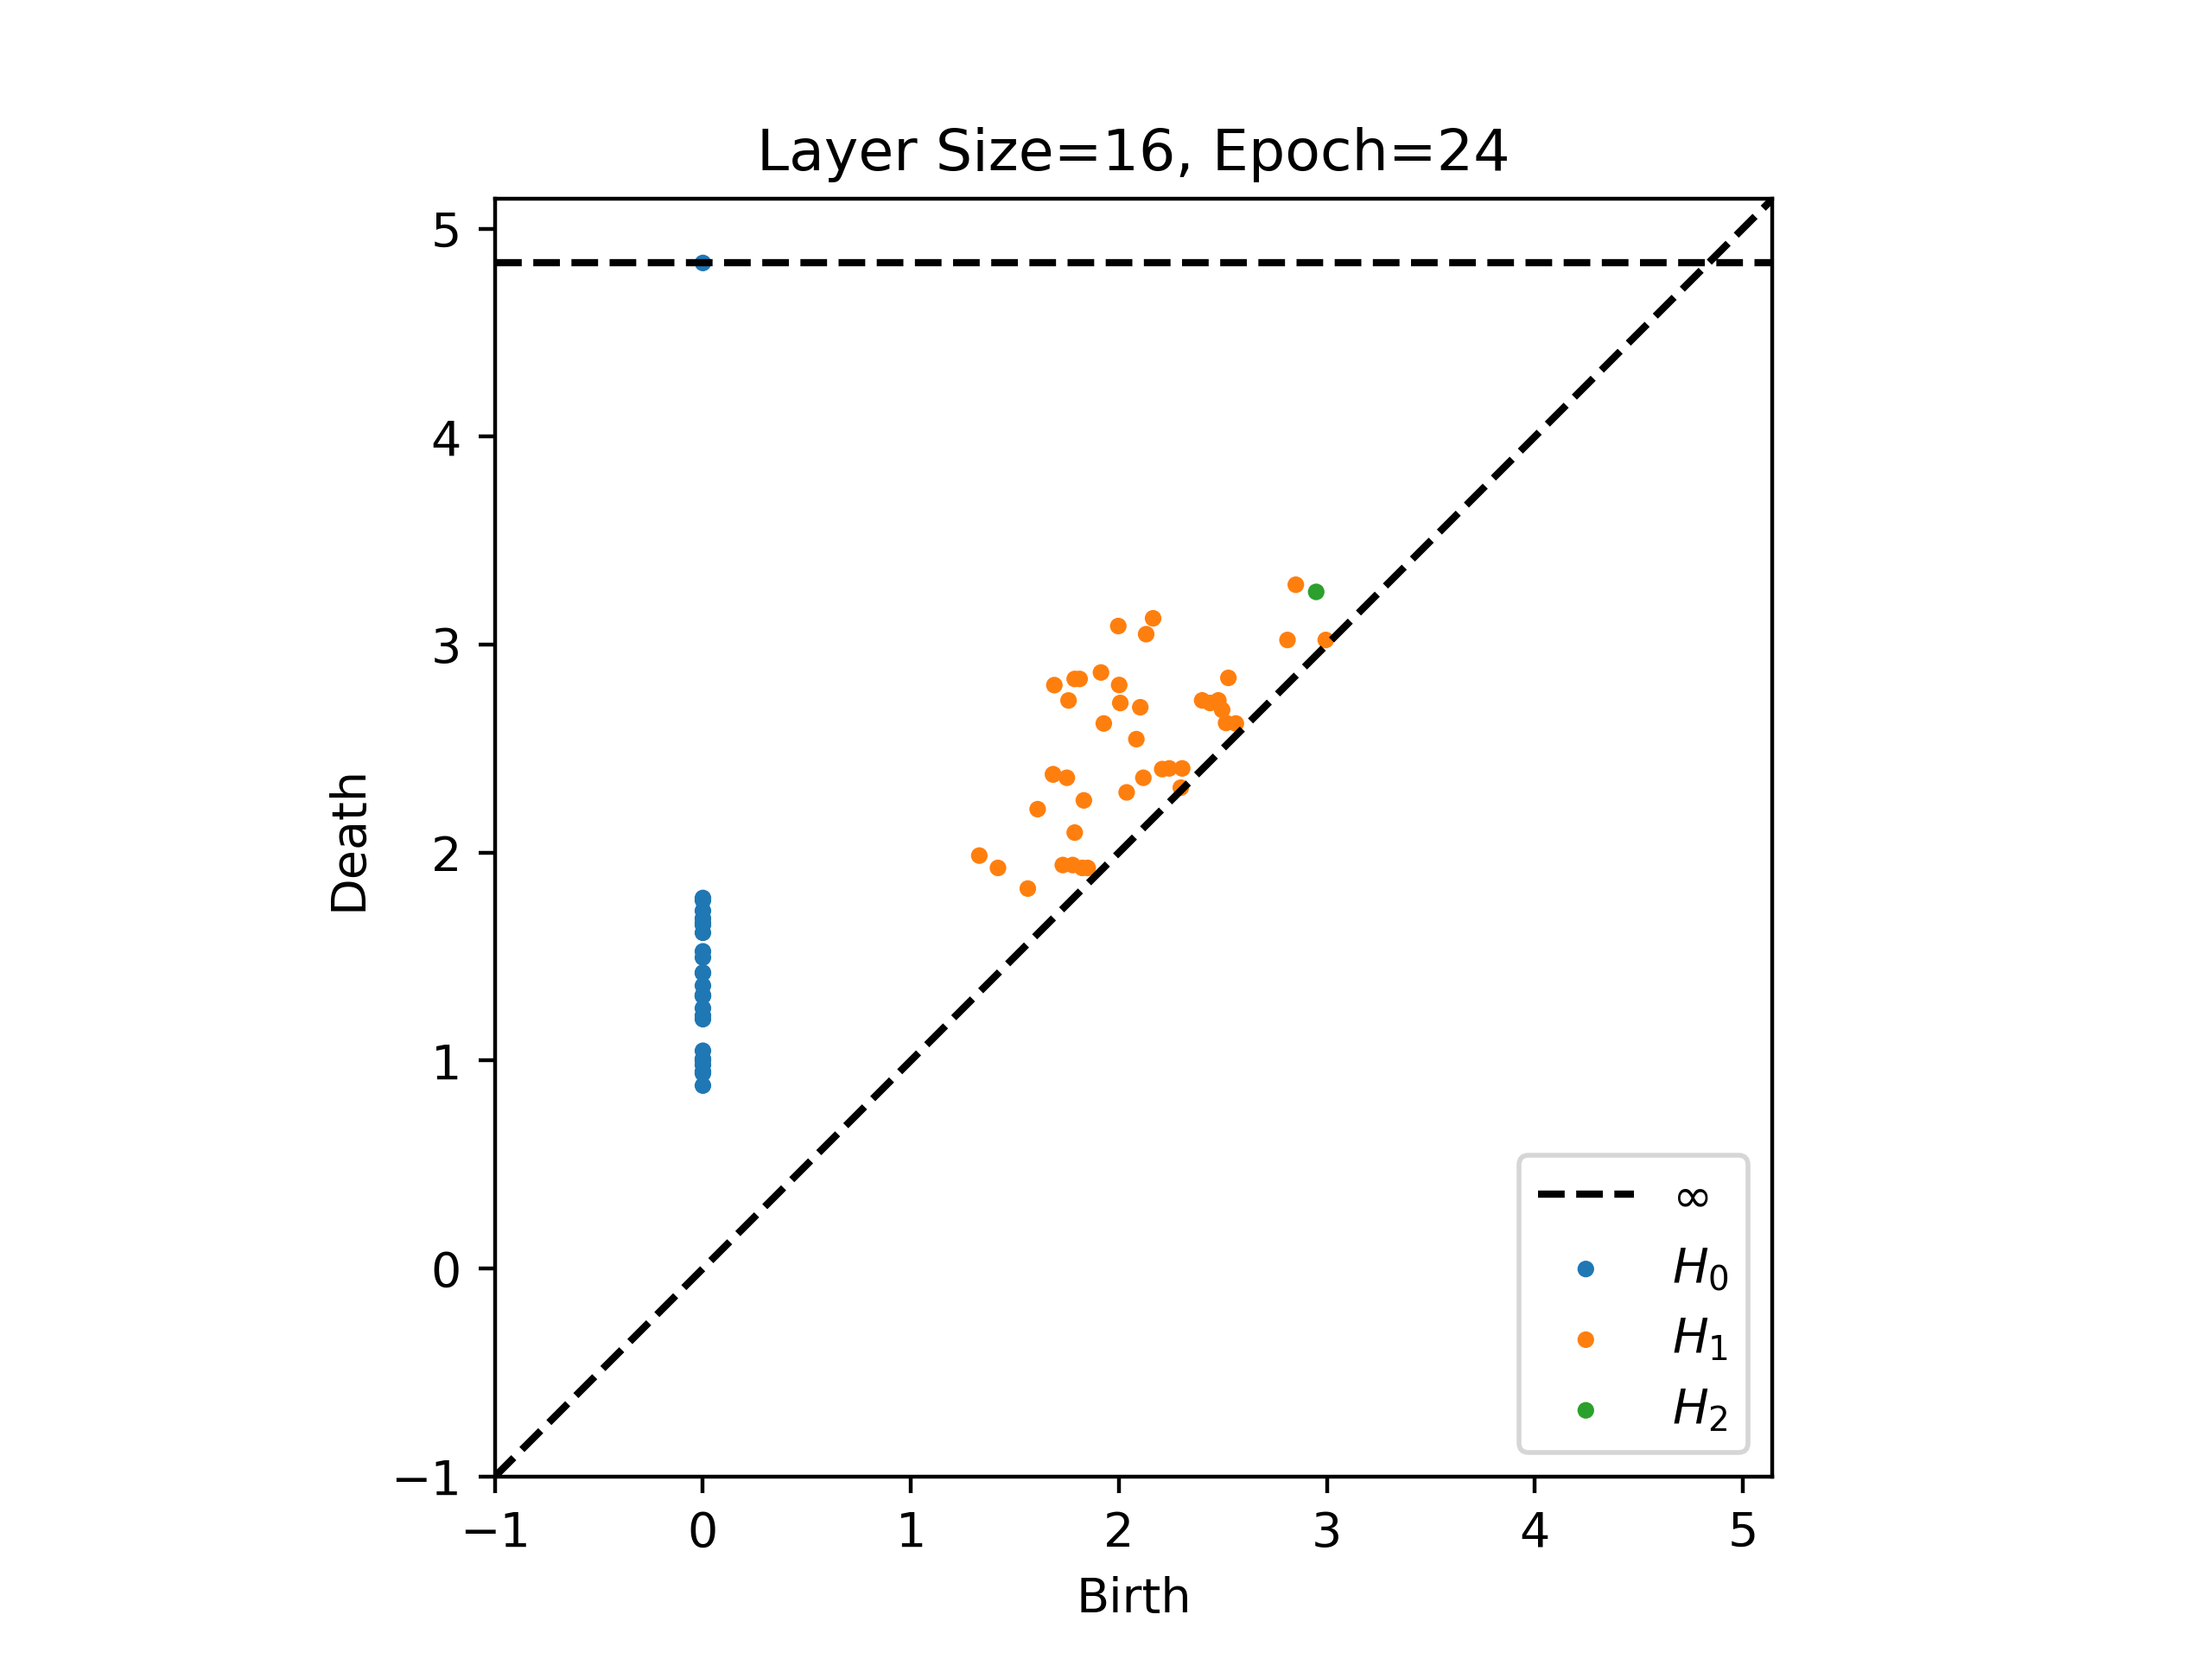 Layer Size=16, Epoch=24
5
4
3
2
1
0
−1
Death
∞
H₀
H₁
H₂
−1 0 1 2 3 4 5
Birth